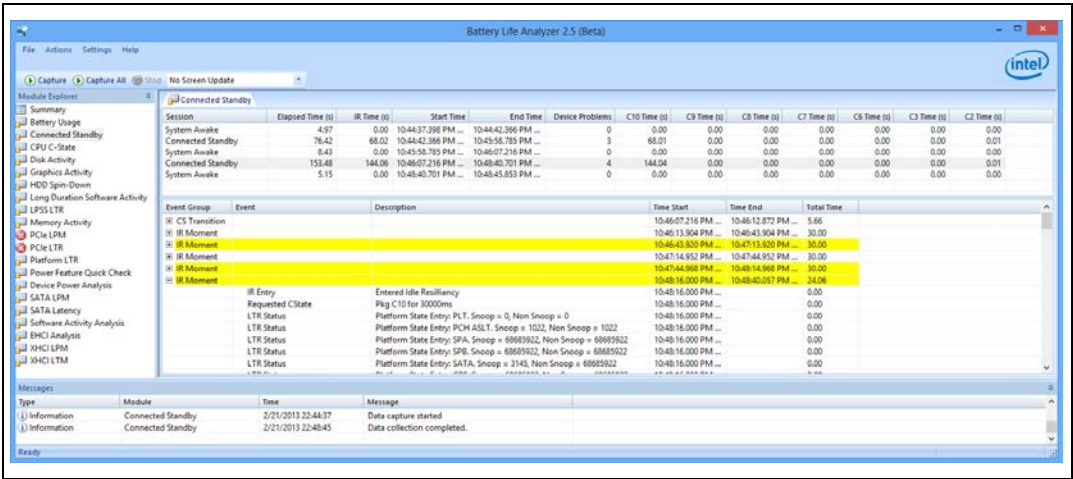 Battery Life Analyzer 2.5 (Beta)
File Actions Settings Help
intel
Capture Capture All Stop No Screen Update
Module Explorer
Summary
Battery Usage
Connected Standby
CPU C-State
Disk Activity
Graphics Activity
HDD Spin-Down
Long Duration Software Activity
LPSS LTR
Memory Activity
PCIe LPM
PCIe LTR
Platform LTR
Power Feature Quick Check
Device Power Analysis
SATA LPM
SATA Latency
Software Activity Analysis
EHCI Analysis
XHCI LPM
XHCI LTM
Connected Standby
Session Elapsed Time (s) IR Time (s) Start Time End Time Device Problems C10 Time (s) C9 Time (s) C8 Time (s) C7 Time (s) C6 Time (s) C3 Time (s) C2 Time (s)
System Awake 4.97 0.00 10:44:37.398 PM ... 10:44:42.366 PM ... 0 0.00 0.00 0.00 0.00 0.00 0.00 0.00
Connected Standby 76.42 68.02 10:44:42.366 PM ... 10:45:58.785 PM ... 3 68.01 0.00 0.00 0.00 0.00 0.00 0.01
System Awake 8.43 0.00 10:45:58.785 PM ... 10:46:07.216 PM ... 0 0.00 0.00 0.00 0.00 0.00 0.00 0.00
Connected Standby 153.48 144.06 10:46:07.216 PM ... 10:48:40.701 PM ... 4 144.04 0.00 0.00 0.00 0.00 0.00 0.01
System Awake 5.15 0.00 10:48:40.701 PM ... 10:48:45.853 PM ... 0 0.00 0.00 0.00 0.00 0.00 0.00 0.00
Event Group Event Description Time Start Time End Total Time
CS Transition 10:46:07.216 PM ... 10:46:12.872 PM ... 5.66
IR Moment 10:46:13.904 PM ... 10:46:43.904 PM ... 30.00
IR Moment 10:46:43.920 PM ... 10:47:13.920 PM ... 30.00
IR Moment 10:47:14.952 PM ... 10:47:44.952 PM ... 30.00
IR Moment 10:47:44.968 PM ... 10:48:14.968 PM ... 30.00
IR Moment 10:48:16.000 PM ... 10:48:40.057 PM ... 24.06
IR Entry Entered Idle Resilliancy 10:48:16.000 PM ... 0.00
Requested CState Pkg C10 for 30000ms 10:48:16.000 PM ... 0.00
LTR Status Platform State Entry: PLT. Snoop = 0, Non Snoop = 0 10:48:16.000 PM ... 0.00
LTR Status Platform State Entry: PCH ASLT. Snoop = 1022, Non Snoop = 1022 10:48:16.000 PM ... 0.00
LTR Status Platform State Entry: SPA. Snoop = 68685922, Non Snoop = 68685922 10:48:16.000 PM ... 0.00
LTR Status Platform State Entry: SPB. Snoop = 68685922, Non Snoop = 68685922 10:48:16.000 PM ... 0.00
LTR Status Platform State Entry: SATA. Snoop = 3145, Non Snoop = 68685922 10:48:16.000 PM ... 0.00
Messages
Type Module Time Message
Information Connected Standby 2/21/2013 22:44:37 Data capture started
Information Connected Standby 2/21/2013 22:48:45 Data collection completed.
Ready